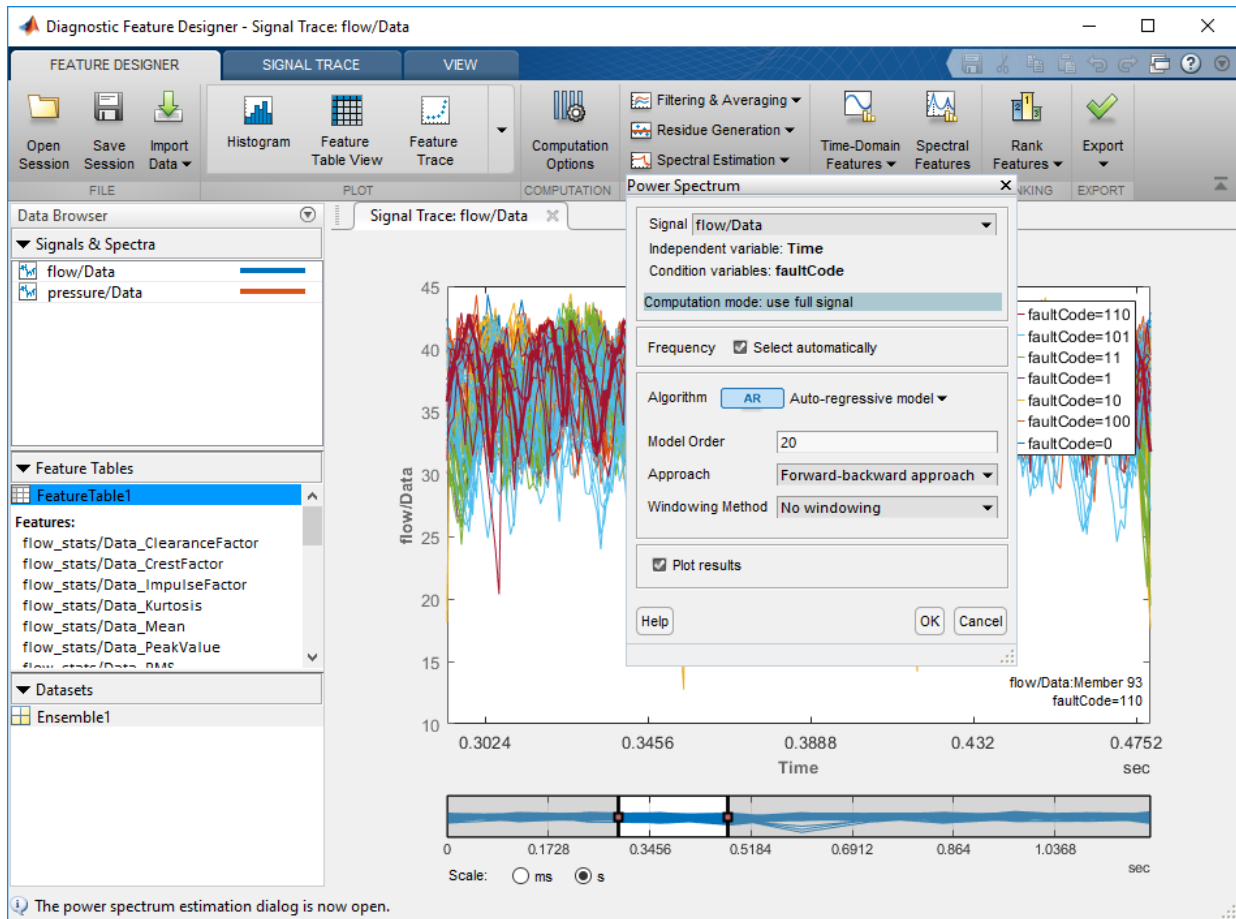 Diagnostic Feature Designer - Signal Trace: flow/Data
FEATURE DESIGNER
SIGNAL TRACE
VIEW
Open Session
Save Session
Import Data
Histogram
Feature Table View
Feature Trace
Computation Options
Filtering & Averaging
Residue Generation
Spectral Estimation
Time-Domain Features
Spectral Features
Rank Features
Export
FILE
PLOT
COMPUTATION
KING
EXPORT
Data Browser
Signals & Spectra
flow/Data
pressure/Data
Feature Tables
FeatureTable1
Features:
flow_stats/Data_ClearanceFactor
flow_stats/Data_CrestFactor
flow_stats/Data_ImpulseFactor
flow_stats/Data_Kurtosis
flow_stats/Data_Mean
flow_stats/Data_PeakValue
flow_stats/Data_RMS
Datasets
Ensemble1
Signal Trace: flow/Data
45
40
35
30
25
20
15
10
flow/Data
0.3024
0.3456
0.3888
0.432
0.4752
Time
sec
faultCode=110
faultCode=101
faultCode=11
faultCode=1
faultCode=10
faultCode=100
faultCode=0
flow/Data:Member 93
faultCode=110
Power Spectrum
Signal flow/Data
Independent variable: Time
Condition variables: faultCode
Computation mode: use full signal
Frequency Select automatically
Algorithm AR Auto-regressive model
Model Order 20
Approach Forward-backward approach
Windowing Method No windowing
Plot results
Help
OK
Cancel
0
0.1728
0.3456
0.5184
0.6912
0.864
1.0368
sec
Scale: ms s
The power spectrum estimation dialog is now open.